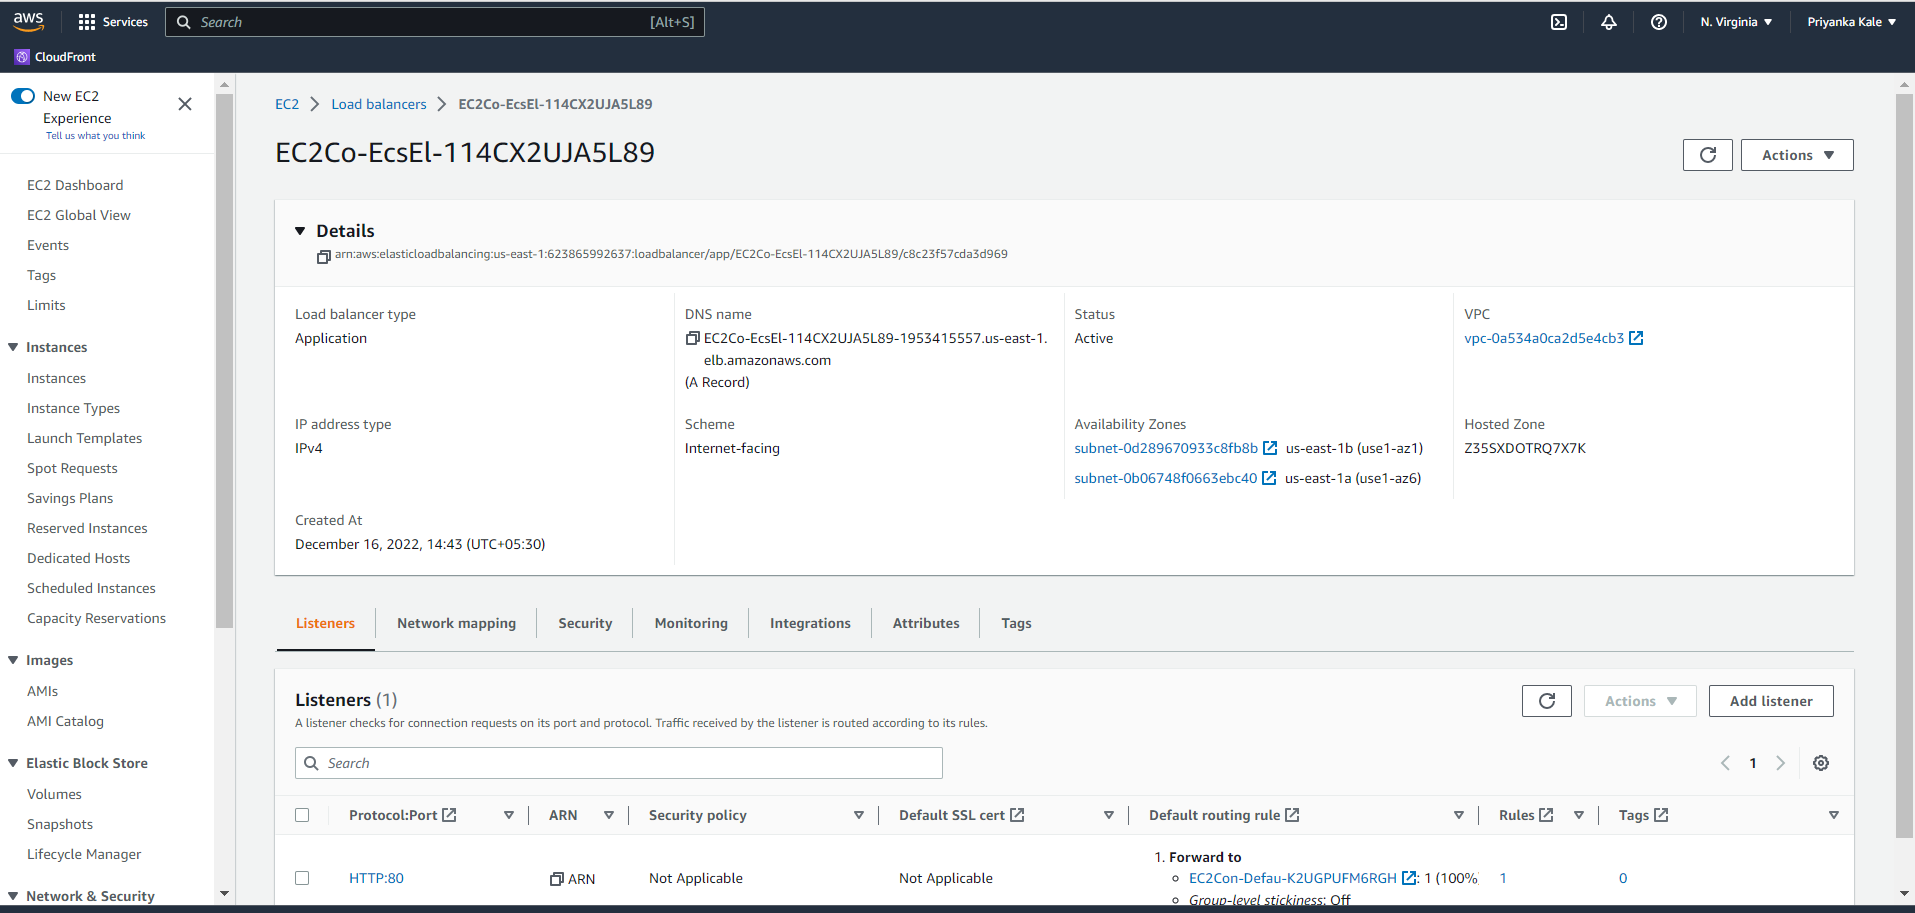 aws
Services
Search
[Alt+S]
N. Virginia
Priyanka Kale
CloudFront
New EC2
Experience
Tell us what you think
EC2 Dashboard
EC2 Global View
Events
Tags
Limits
Instances
Instances
Instance Types
Launch Templates
Spot Requests
Savings Plans
Reserved Instances
Dedicated Hosts
Scheduled Instances
Capacity Reservations
Images
AMIs
AMI Catalog
Elastic Block Store
Volumes
Snapshots
Lifecycle Manager
Network & Security
EC2 > Load balancers > EC2Co-EcsEl-114CX2UJA5L89
EC2Co-EcsEl-114CX2UJA5L89
Actions
Details
arn:aws:elasticloadbalancing:us-east-1:623865992637:loadbalancer/app/EC2Co-EcsEl-114CX2UJA5L89/c8c23f57cda3d969
Load balancer type
Application
DNS name
EC2Co-EcsEl-114CX2UJA5L89-1953415557.us-east-1.
elb.amazonaws.com
(A Record)
Status
Active
VPC
vpc-0a534a0ca2d5e4cb3
IP address type
IPv4
Scheme
Internet-facing
Availability Zones
subnet-0d289670933c8fb8b us-east-1b (use1-az1)
subnet-0b06748f0663ebc40 us-east-1a (use1-az6)
Hosted Zone
Z35SXDOTRQ7X7K
Created At
December 16, 2022, 14:43 (UTC+05:30)
Listeners
Network mapping
Security
Monitoring
Integrations
Attributes
Tags
Listeners (1)
A listener checks for connection requests on its port and protocol. Traffic received by the listener is routed according to its rules.
Actions
Add listener
Search
1
Protocol:Port
ARN
Security policy
Default SSL cert
Default routing rule
Rules
Tags
HTTP:80
ARN
Not Applicable
Not Applicable
1. Forward to
EC2Con-Defau-K2UGPUFM6RGH : 1 (100%
Group-level stickiness: Off
1
0